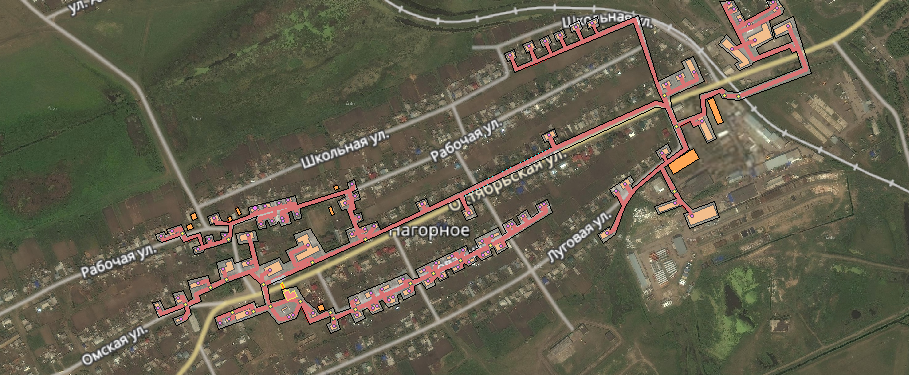 Школьная ул.
Школьная ул.
Рабочая ул.
Октябрьская ул.
Нагорное
Луговая ул.
Рабочая ул.
Омская ул.